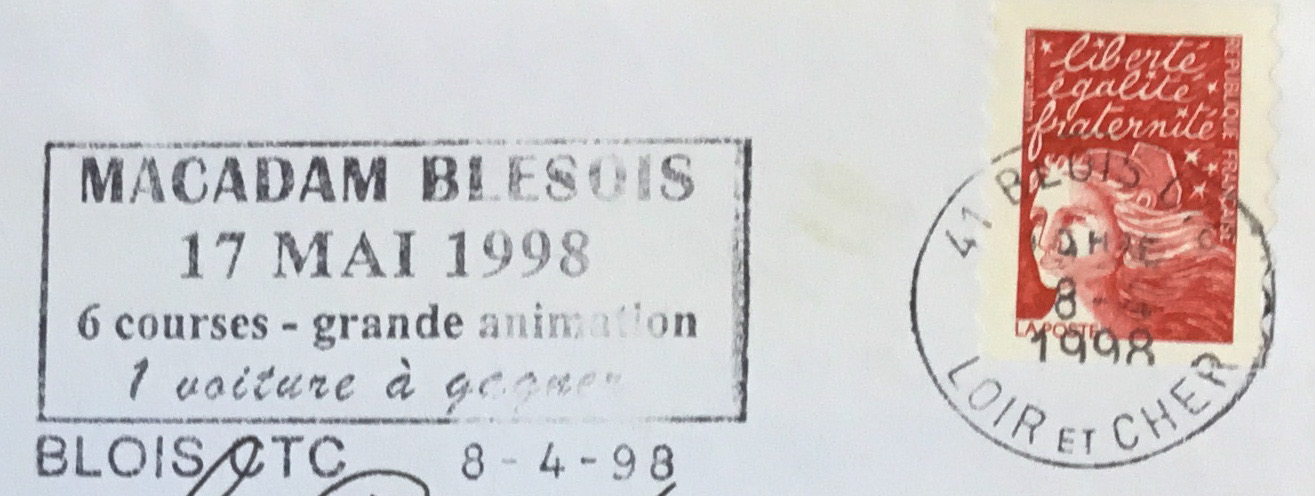 MACADAM BLESOIS
17 MAI 1998
6 courses - grande animation
1 voiture à gagner
BLOIS CTC 8-4-98
liberté
égalité
fraternité
REPUBLIQUE FRANÇAISE
LA POSTE
41 BLOIS
8-4
1998
LOIR ET CHER